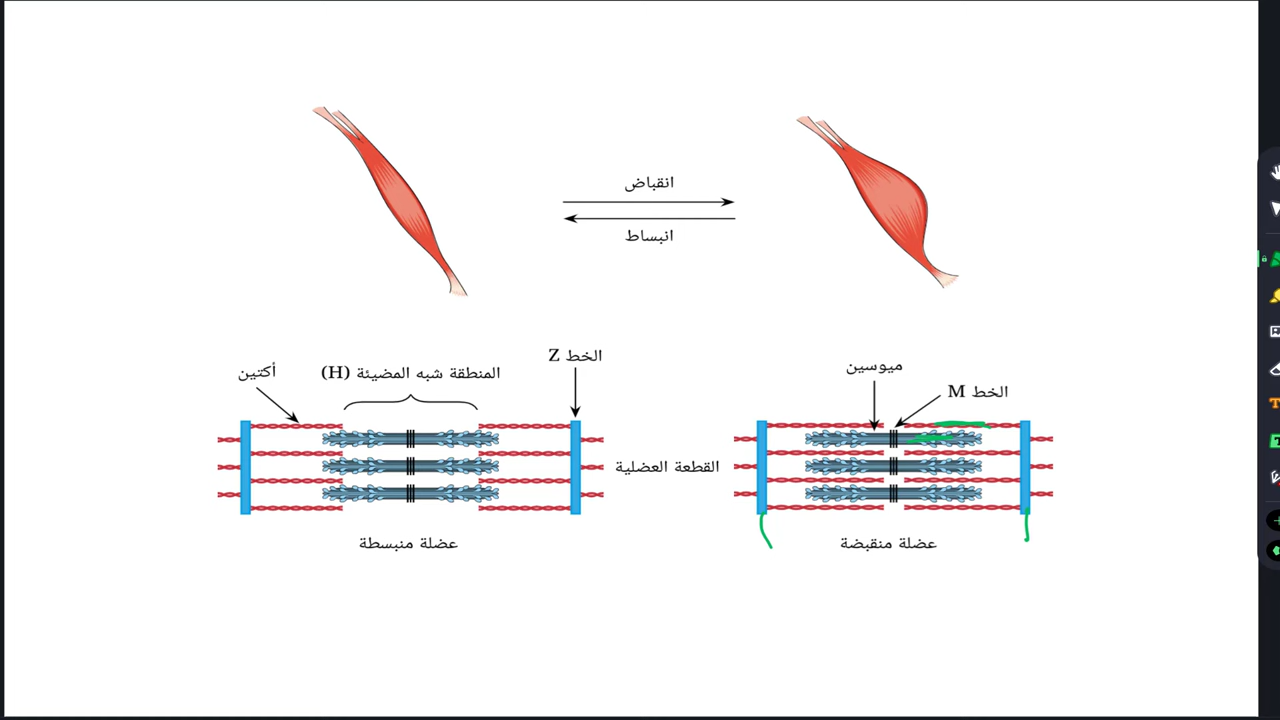 انقباض
انبساط
الخط Z
ميوسين
المنطقة شبه المضيئة (H)
أكتين
الخط M
القطعة العضلية
عضلة منبسطة
عضلة منقبضة